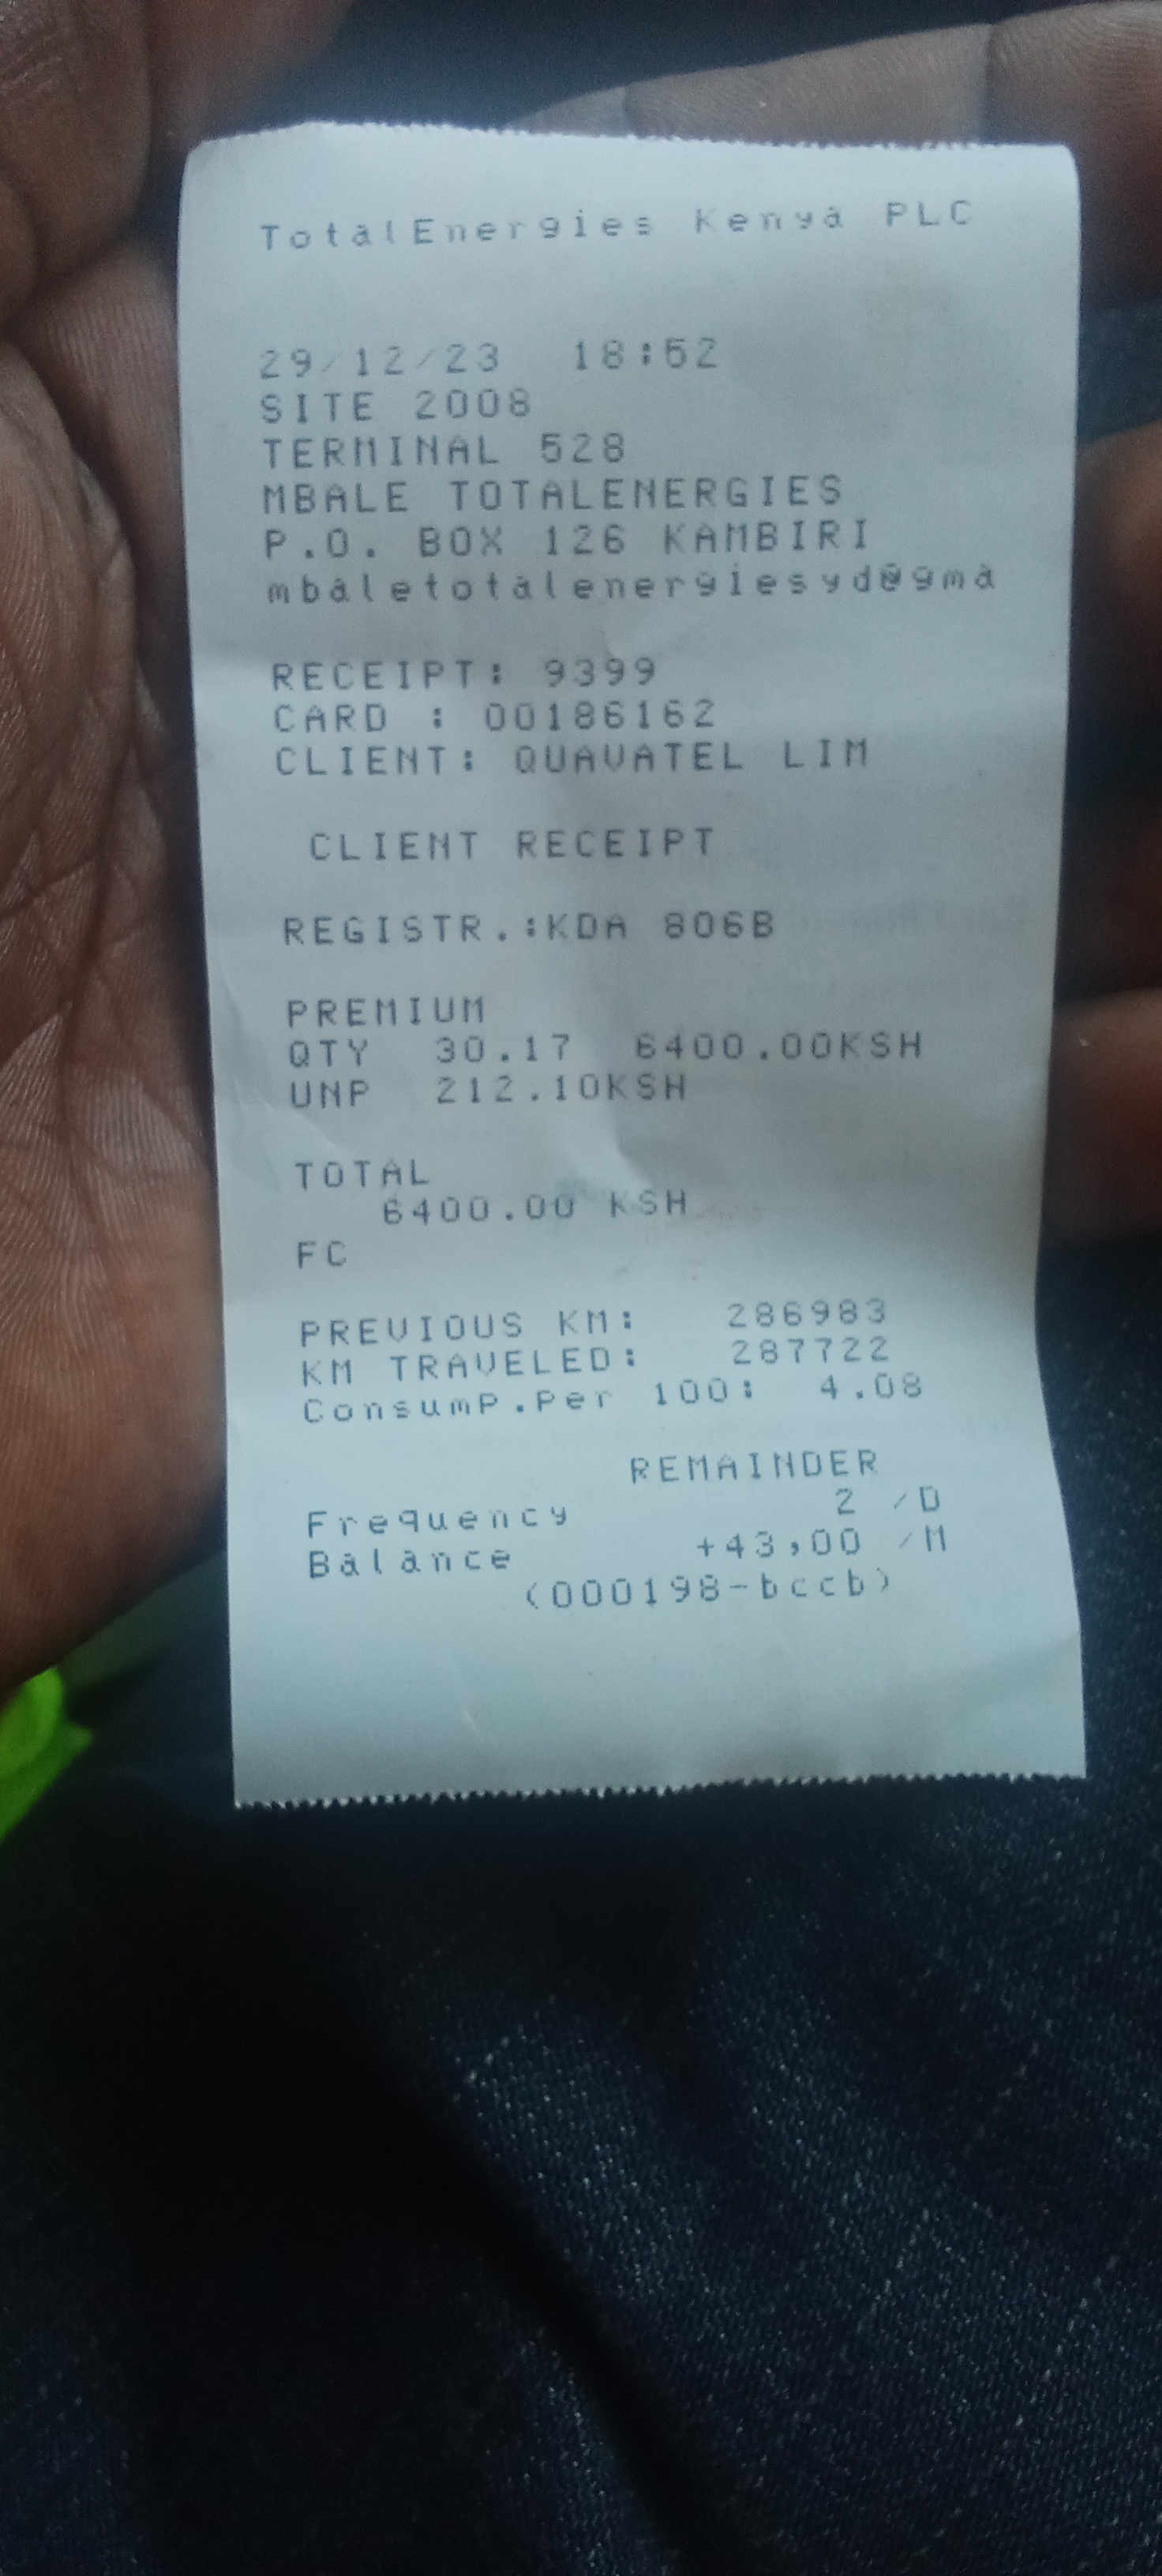 TotalEnergies Kenya PLC
29/12/23 18:52
SITE 2008
TERMINAL 528
MBALE TOTALENERGIES
P.O. BOX 126 KAMBIRI
mbaletotalenergiesyd@gma
RECEIPT: 9399
CARD : 00186162
CLIENT: QUAVATEL LIM
CLIENT RECEIPT
REGISTR.:KDA 806B
PREMIUM
QTY 30.17 6400.00KSH
UNP 212.10KSH
TOTAL
6400.00 KSH
FC
PREVIOUS KM: 286983
KM TRAVELED: 287722
Consump.Per 100: 4.08
REMAINDER
Frequency 2 /D
Balance +43,00 /M
(000198-bccb)